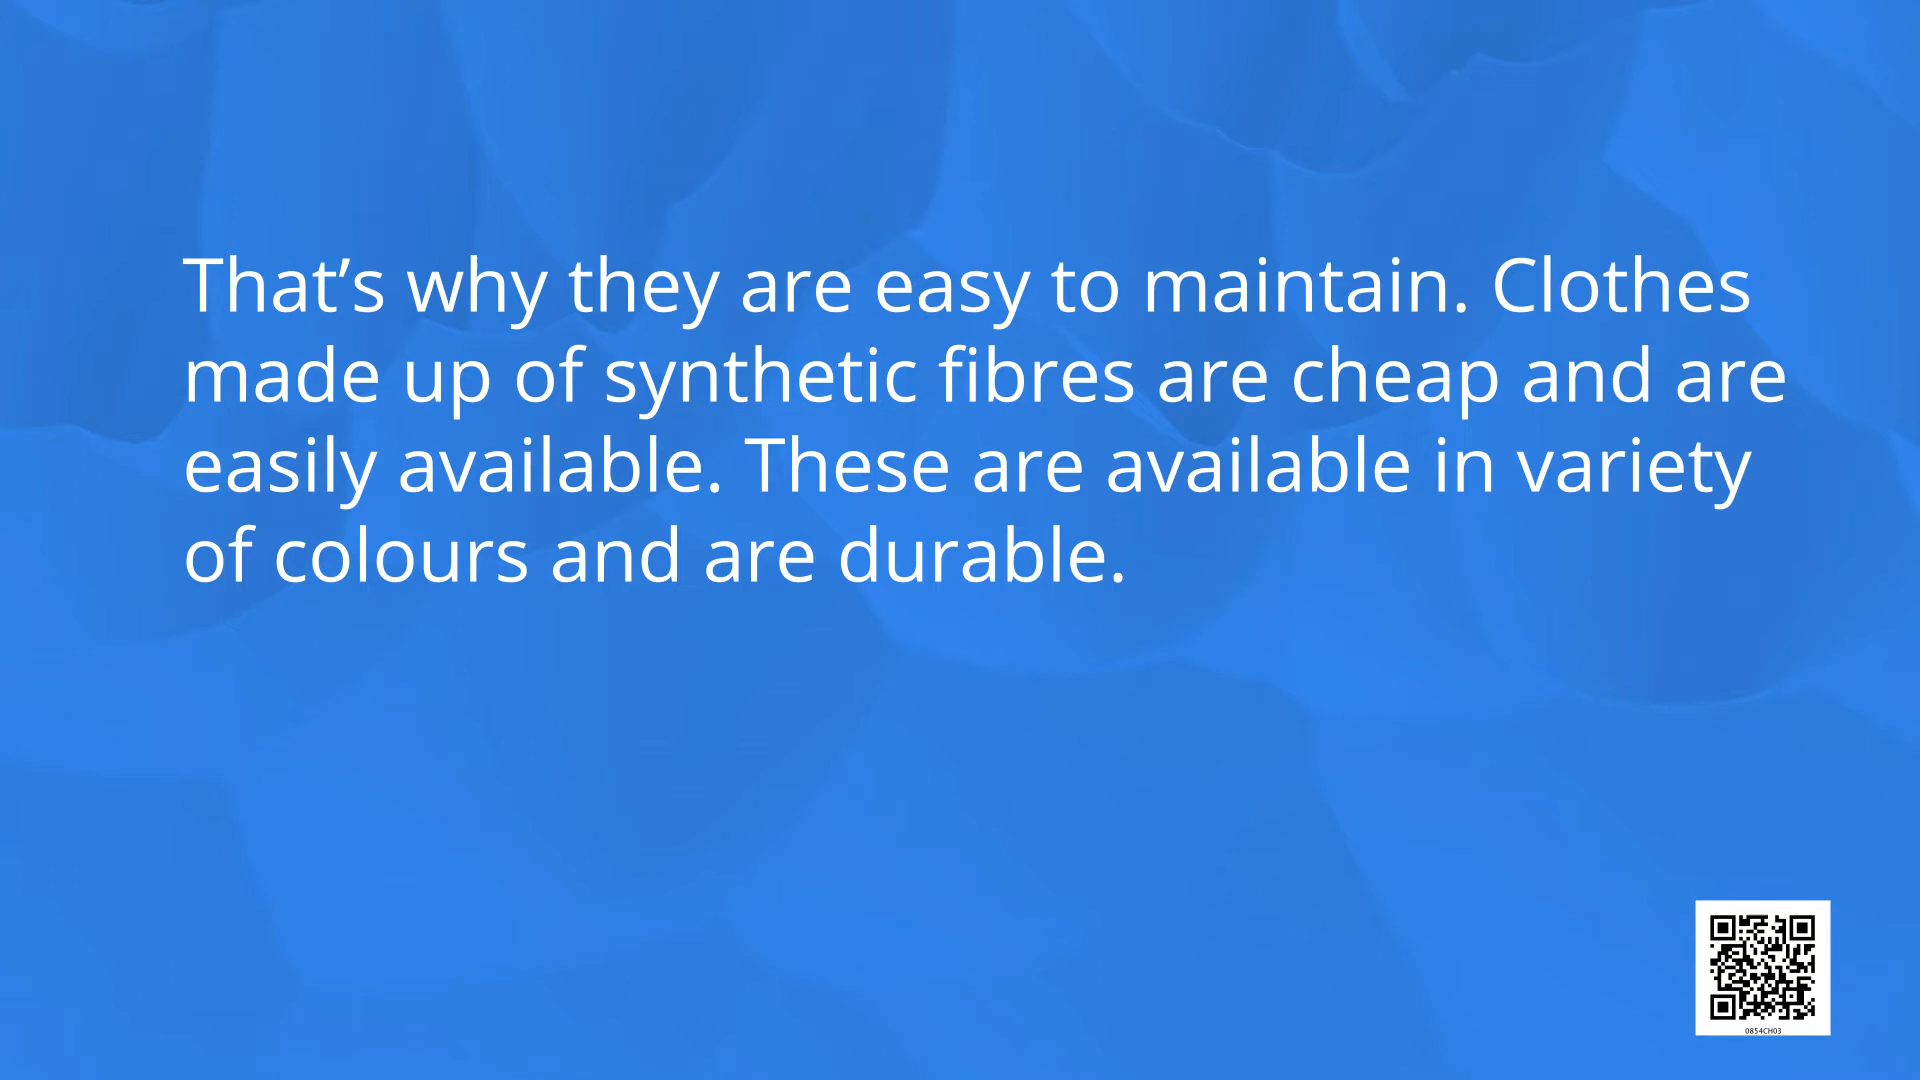 That’s why they are easy to maintain. Clothes
made up of synthetic fibres are cheap and are
easily available. These are available in variety
of colours and are durable.
0854CH03